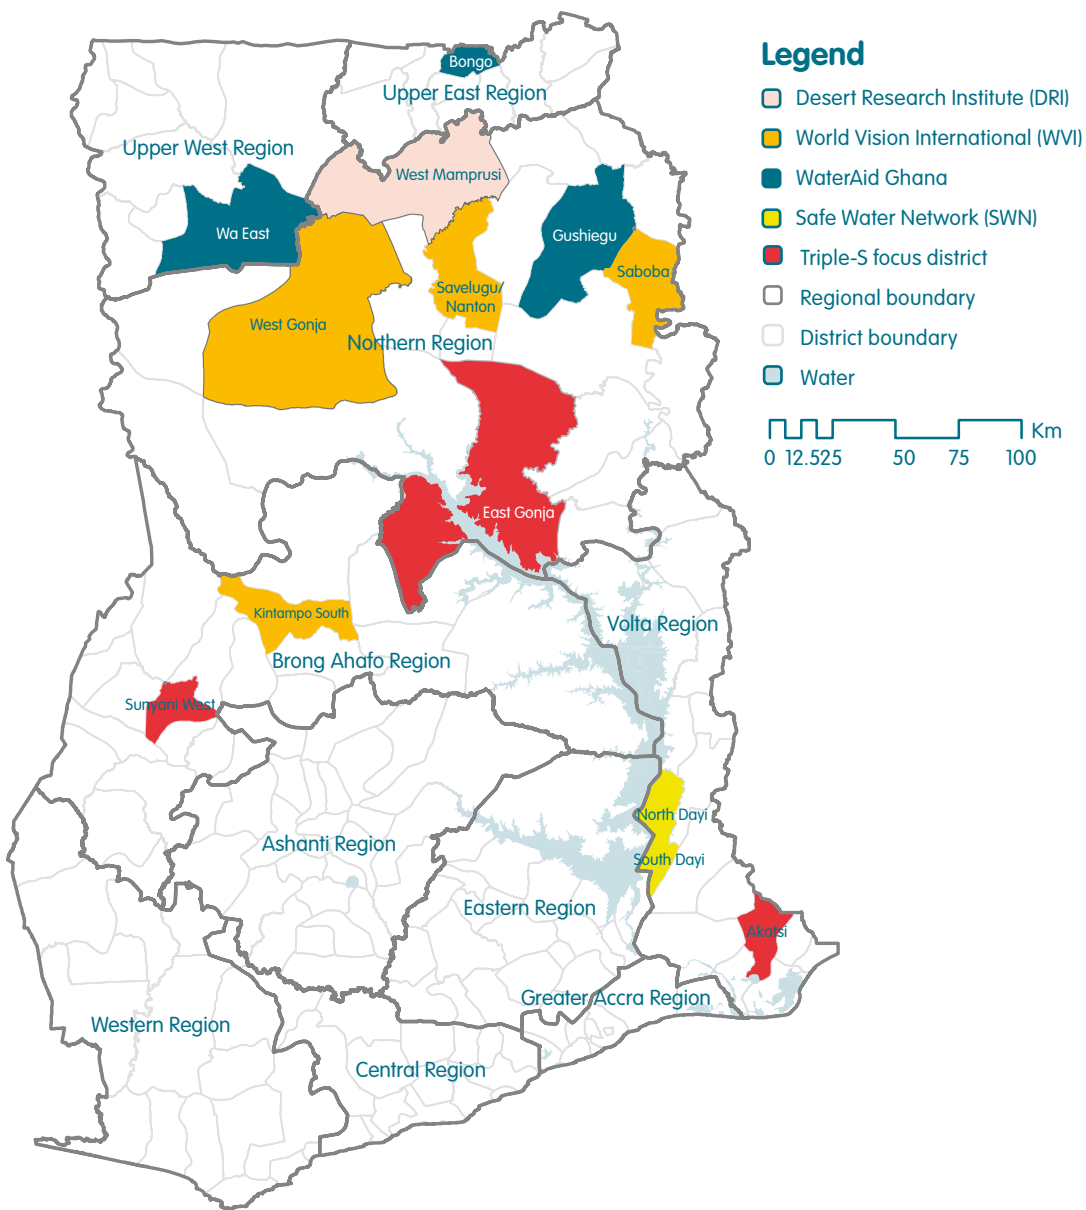 Legend
Desert Research Institute (DRI)
World Vision International (WVI)
WaterAid Ghana
Safe Water Network (SWN)
Triple-S focus district
Regional boundary
District boundary
Water
Km
0 12.525 50 75 100
Bongo
Upper East Region
Upper West Region
West Mamprusi
Wa East
Gushiegu
Saboba
Savelugu/
Nanton
West Gonja
Northern Region
East Gonja
Kintampo South
Volta Region
Brong Ahafo Region
Sunyani West
North Dayi
Ashanti Region
South Dayi
Eastern Region
Akatsi
Greater Accra Region
Western Region
Central Region